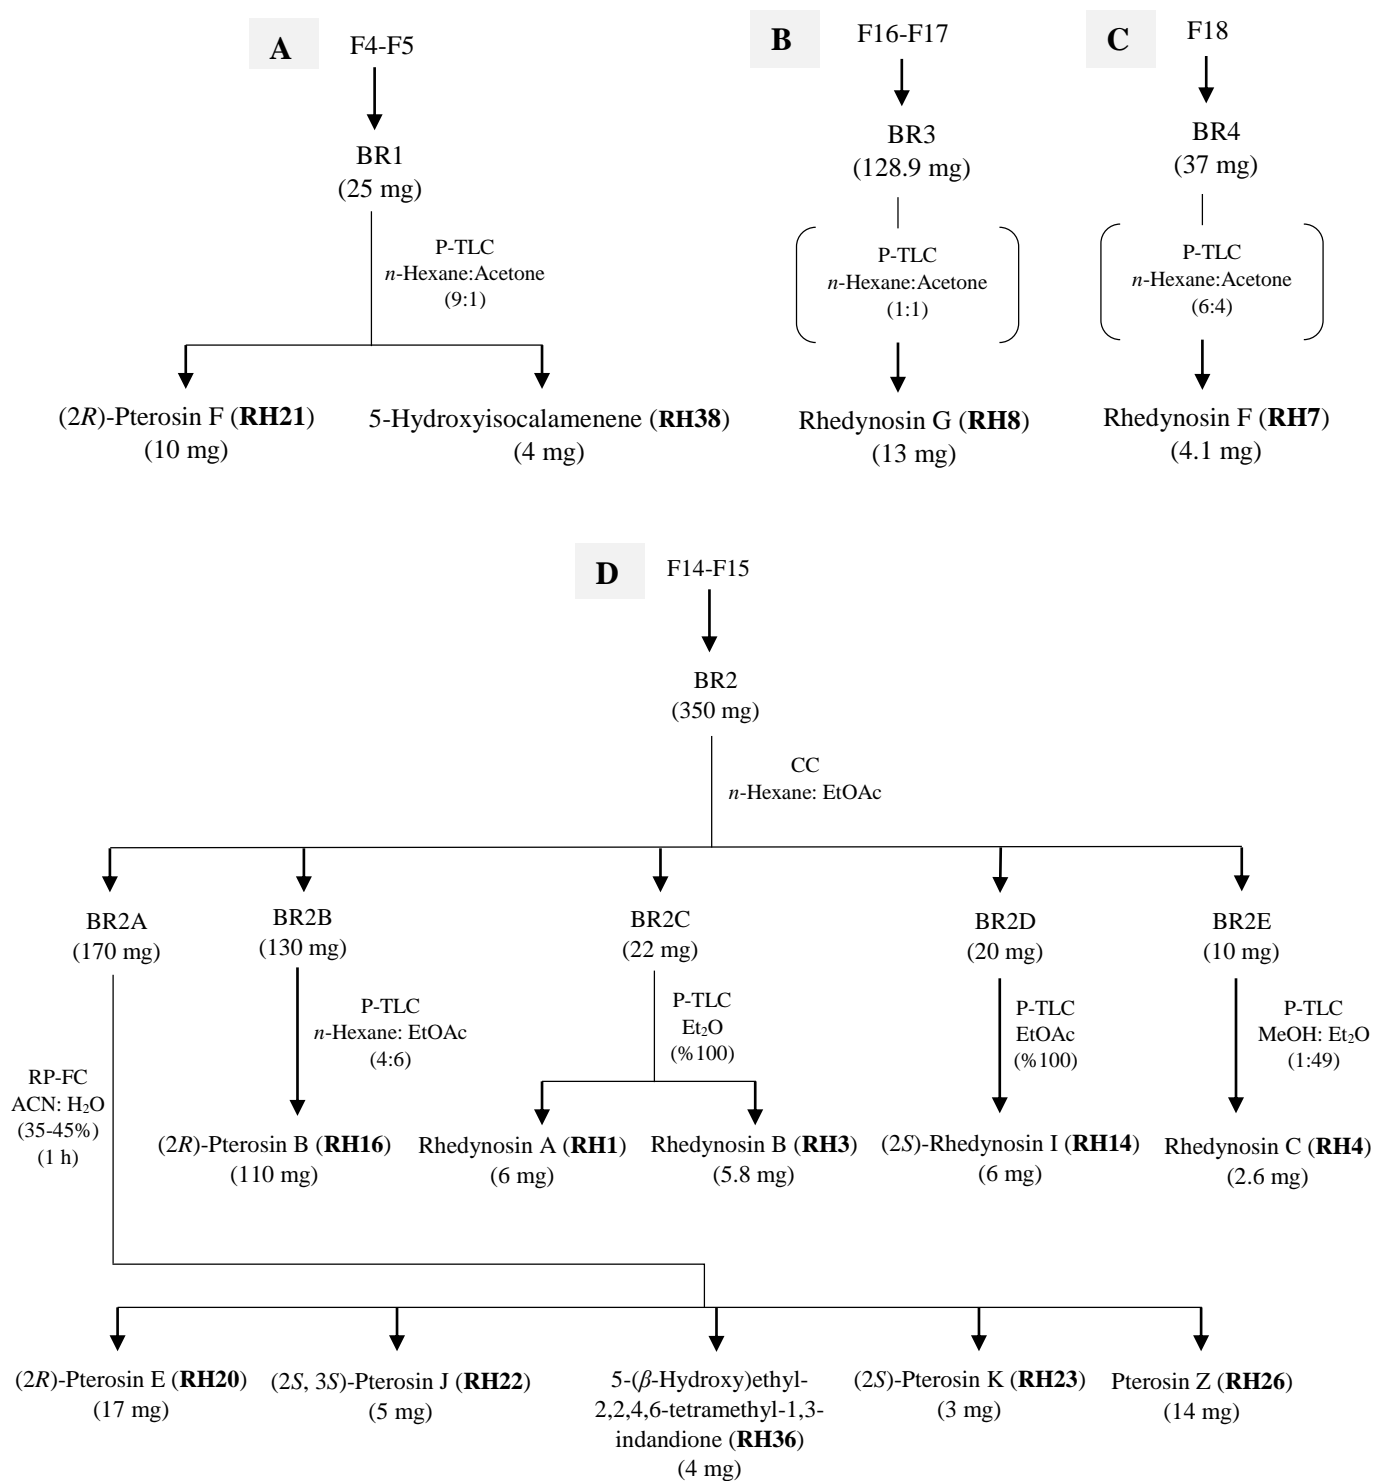 A
F4-F5
BR1
(25 mg)
P-TLC
n-Hexane:Acetone
(9:1)
(2R)-Pterosin F (RH21)
(10 mg)
5-Hydroxyisocalamenene (RH38)
(4 mg)
B
F16-F17
BR3
(128.9 mg)
P-TLC
n-Hexane:Acetone
(1:1)
Rhedynosin G (RH8)
(13 mg)
C
F18
BR4
(37 mg)
P-TLC
n-Hexane:Acetone
(6:4)
Rhedynosin F (RH7)
(4.1 mg)
D
F14-F15
BR2
(350 mg)
CC
n-Hexane: EtOAc
BR2A
(170 mg)
BR2B
(130 mg)
BR2C
(22 mg)
BR2D
(20 mg)
BR2E
(10 mg)
RP-FC
ACN: H₂O
(35-45%)
(1 h)
P-TLC
n-Hexane: EtOAc
(4:6)
P-TLC
Et₂O
(%100)
P-TLC
EtOAc
(%100)
P-TLC
MeOH: Et₂O
(1:49)
(2R)-Pterosin B (RH16)
(110 mg)
Rhedynosin A (RH1)
(6 mg)
Rhedynosin B (RH3)
(5.8 mg)
(2S)-Rhedynosin I (RH14)
(6 mg)
Rhedynosin C (RH4)
(2.6 mg)
(2R)-Pterosin E (RH20)
(17 mg)
(2S, 3S)-Pterosin J (RH22)
(5 mg)
5-(β-Hydroxy)ethyl-
2,2,4,6-tetramethyl-1,3-
indandione (RH36)
(4 mg)
(2S)-Pterosin K (RH23)
(3 mg)
Pterosin Z (RH26)
(14 mg)